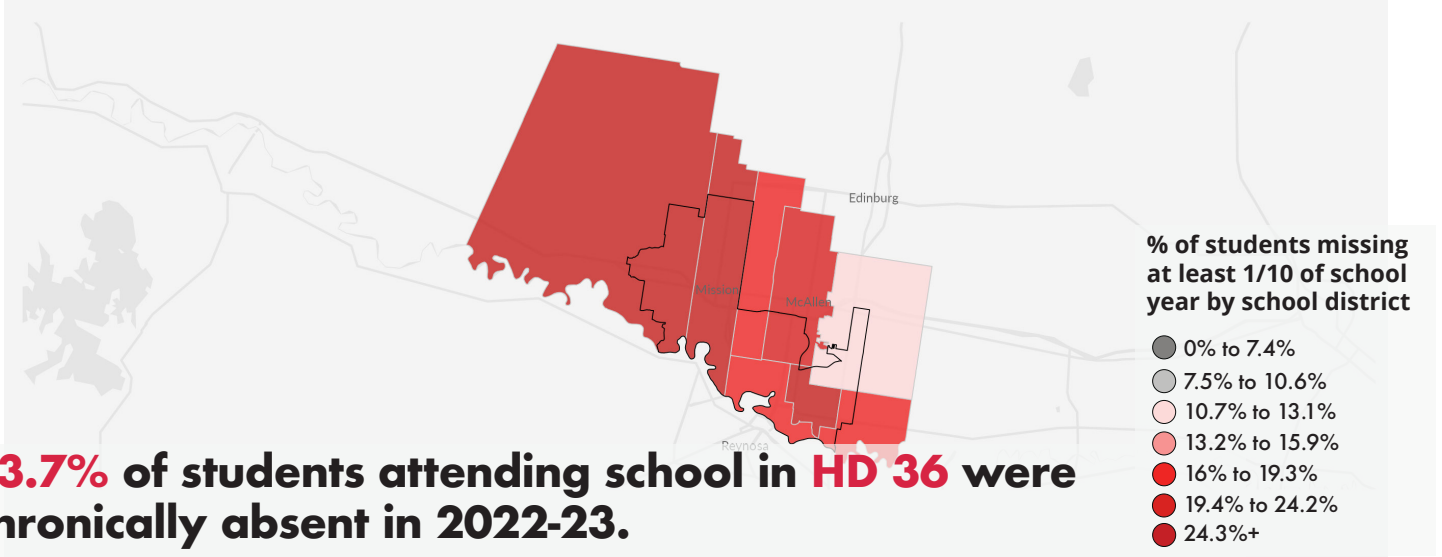 Edinburg
Mission
McAllen
Reynosa
% of students missing
at least 1/10 of school
year by school district
0% to 7.4%
7.5% to 10.6%
10.7% to 13.1%
13.2% to 15.9%
16% to 19.3%
19.4% to 24.2%
24.3%+
3.7% of students attending school in HD 36 were
hronically absent in 2022-23.